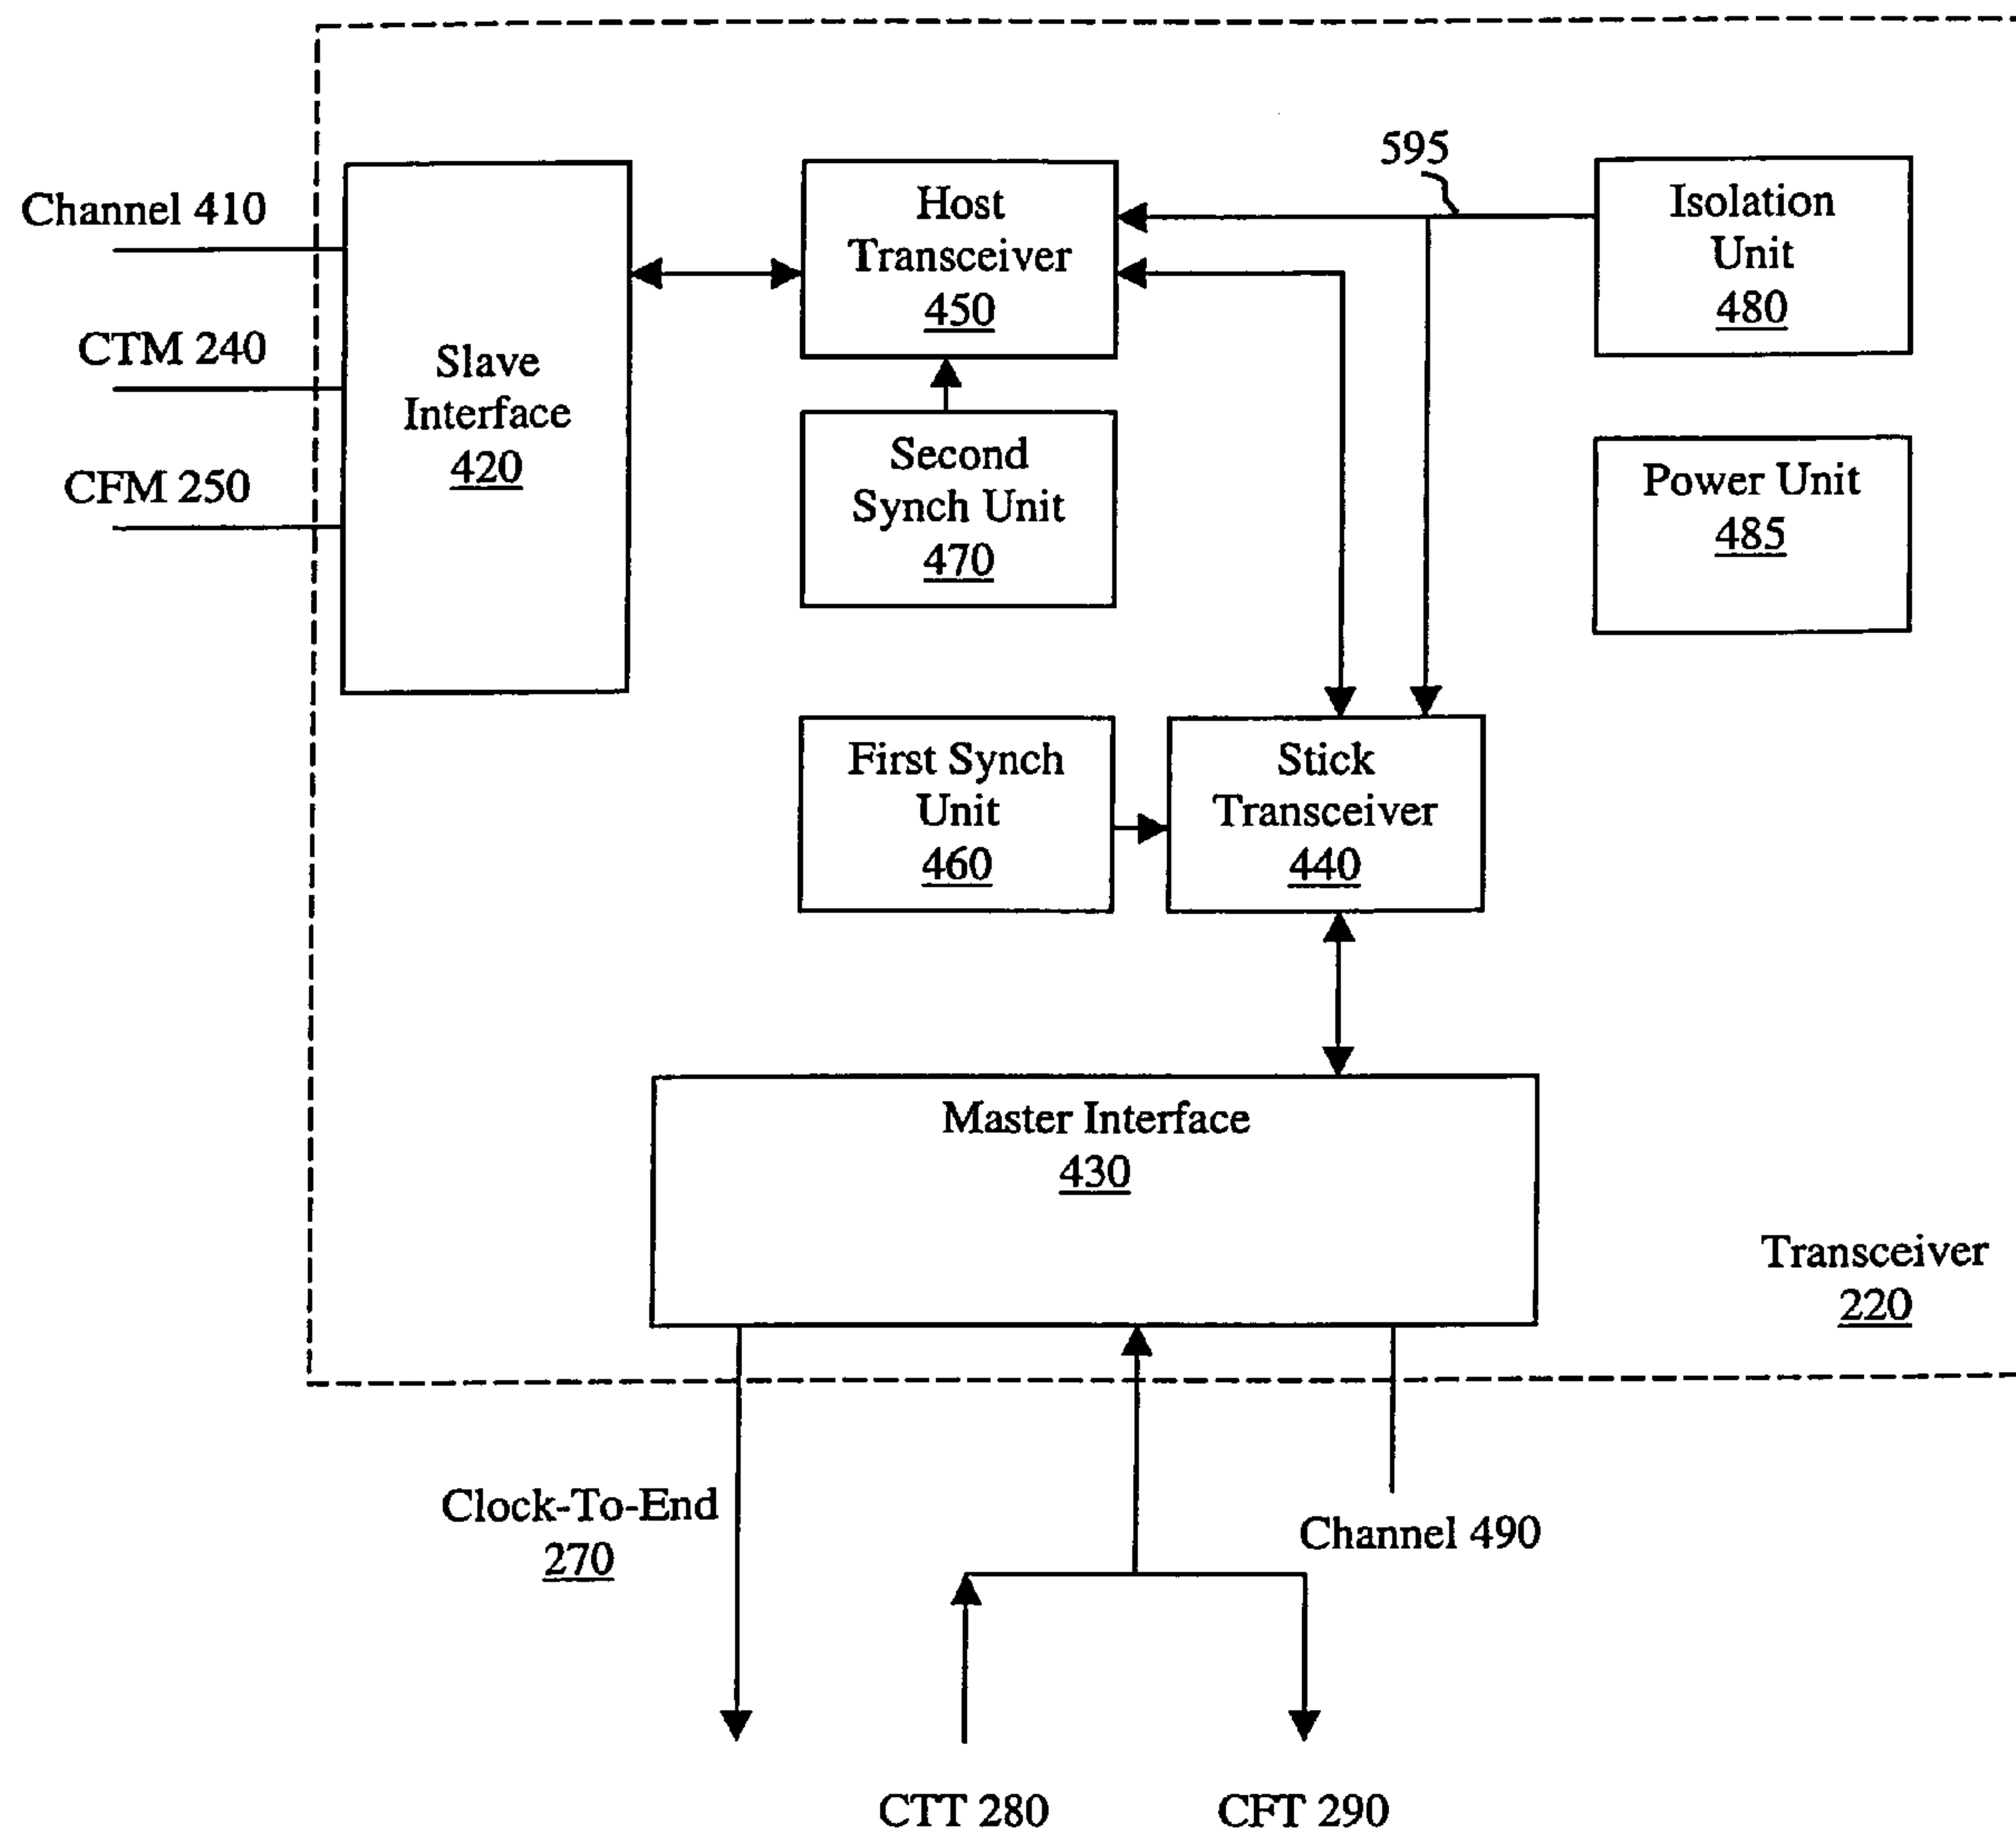 595
Channel 410
CTM 240
CFM 250
Slave
Interface
420
Host
Transceiver
450
Isolation
Unit
480
Second
Synch Unit
470
Power Unit
485
First Synch
Unit
460
Stick
Transceiver
440
Master Interface
430
Transceiver
220
Clock-To-End
270
Channel 490
CTT 280
CFT 290